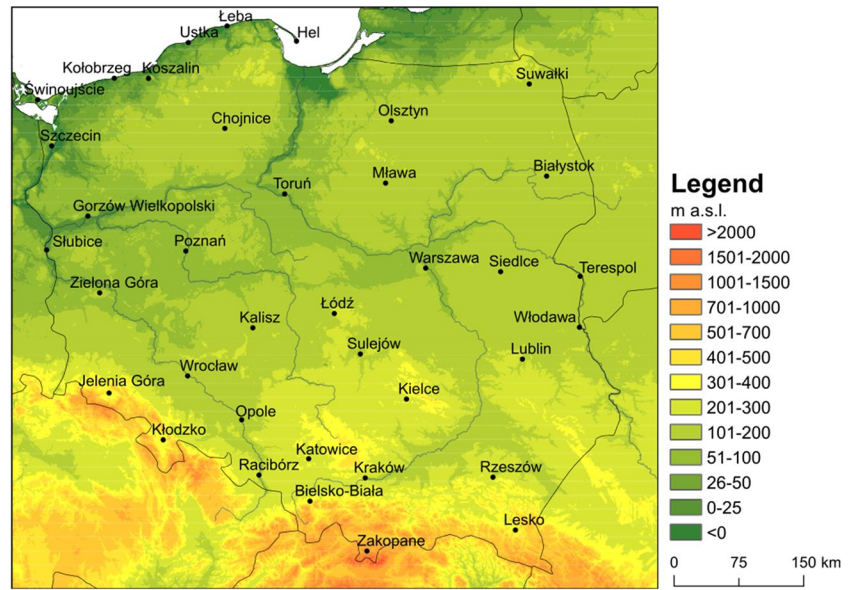 Łeba
Ustka
Hel
Kołobrzeg
Koszalin
Suwałki
Świnoujście
Chojnice
Olsztyn
Szczecin
Białystok
Mława
Toruń
Gorzów Wielkopolski
Słubice
Poznań
Warszawa
Siedlce
Terespol
Zielona Góra
Łódź
Kalisz
Włodawa
Sulejów
Lublin
Wrocław
Jelenia Góra
Kielce
Opole
Kłodzko
Katowice
Racibórz
Kraków
Rzeszów
Bielsko-Biała
Lesko
Zakopane
Legend
m a.s.l.
>2000
1501-2000
1001-1500
701-1000
501-700
401-500
301-400
201-300
101-200
51-100
26-50
0-25
<0
0 75 150 km